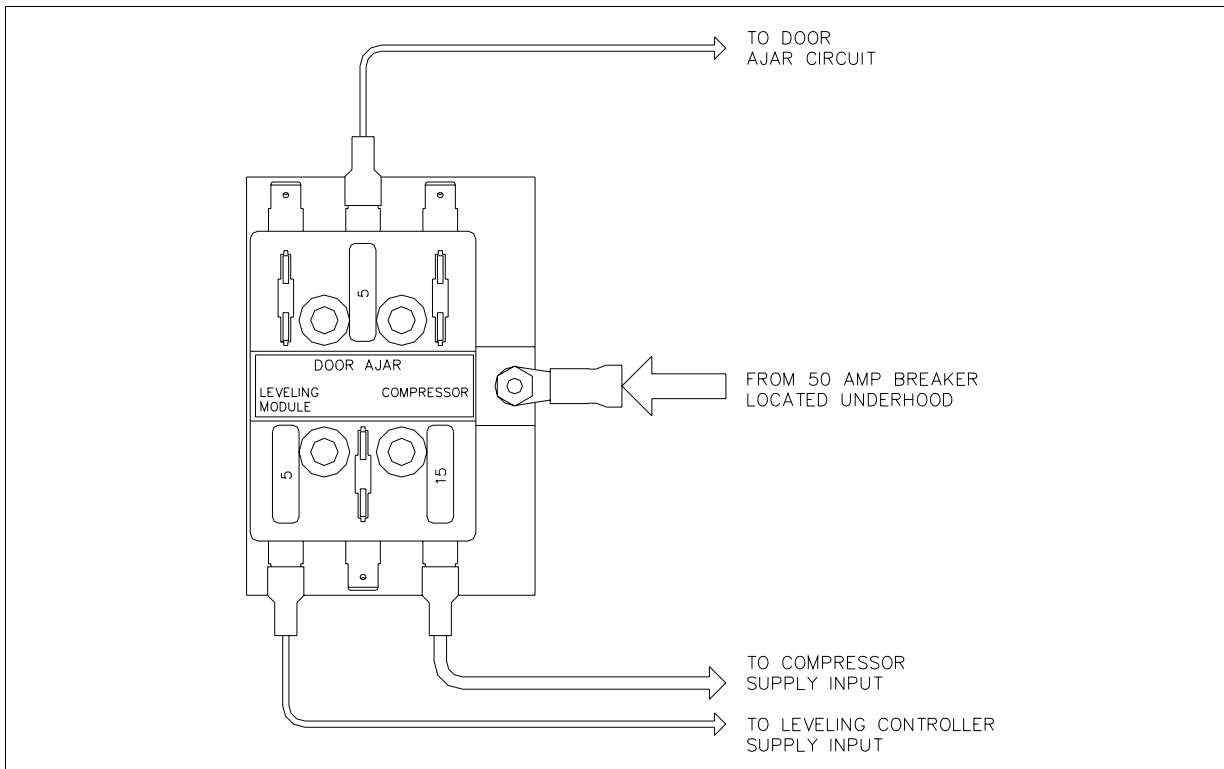 TO DOOR
AJAR CIRCUIT
5
DOOR AJAR
LEVELING
MODULE
COMPRESSOR
FROM 50 AMP BREAKER
LOCATED UNDERHOOD
5
15
TO COMPRESSOR
SUPPLY INPUT
TO LEVELING CONTROLLER
SUPPLY INPUT